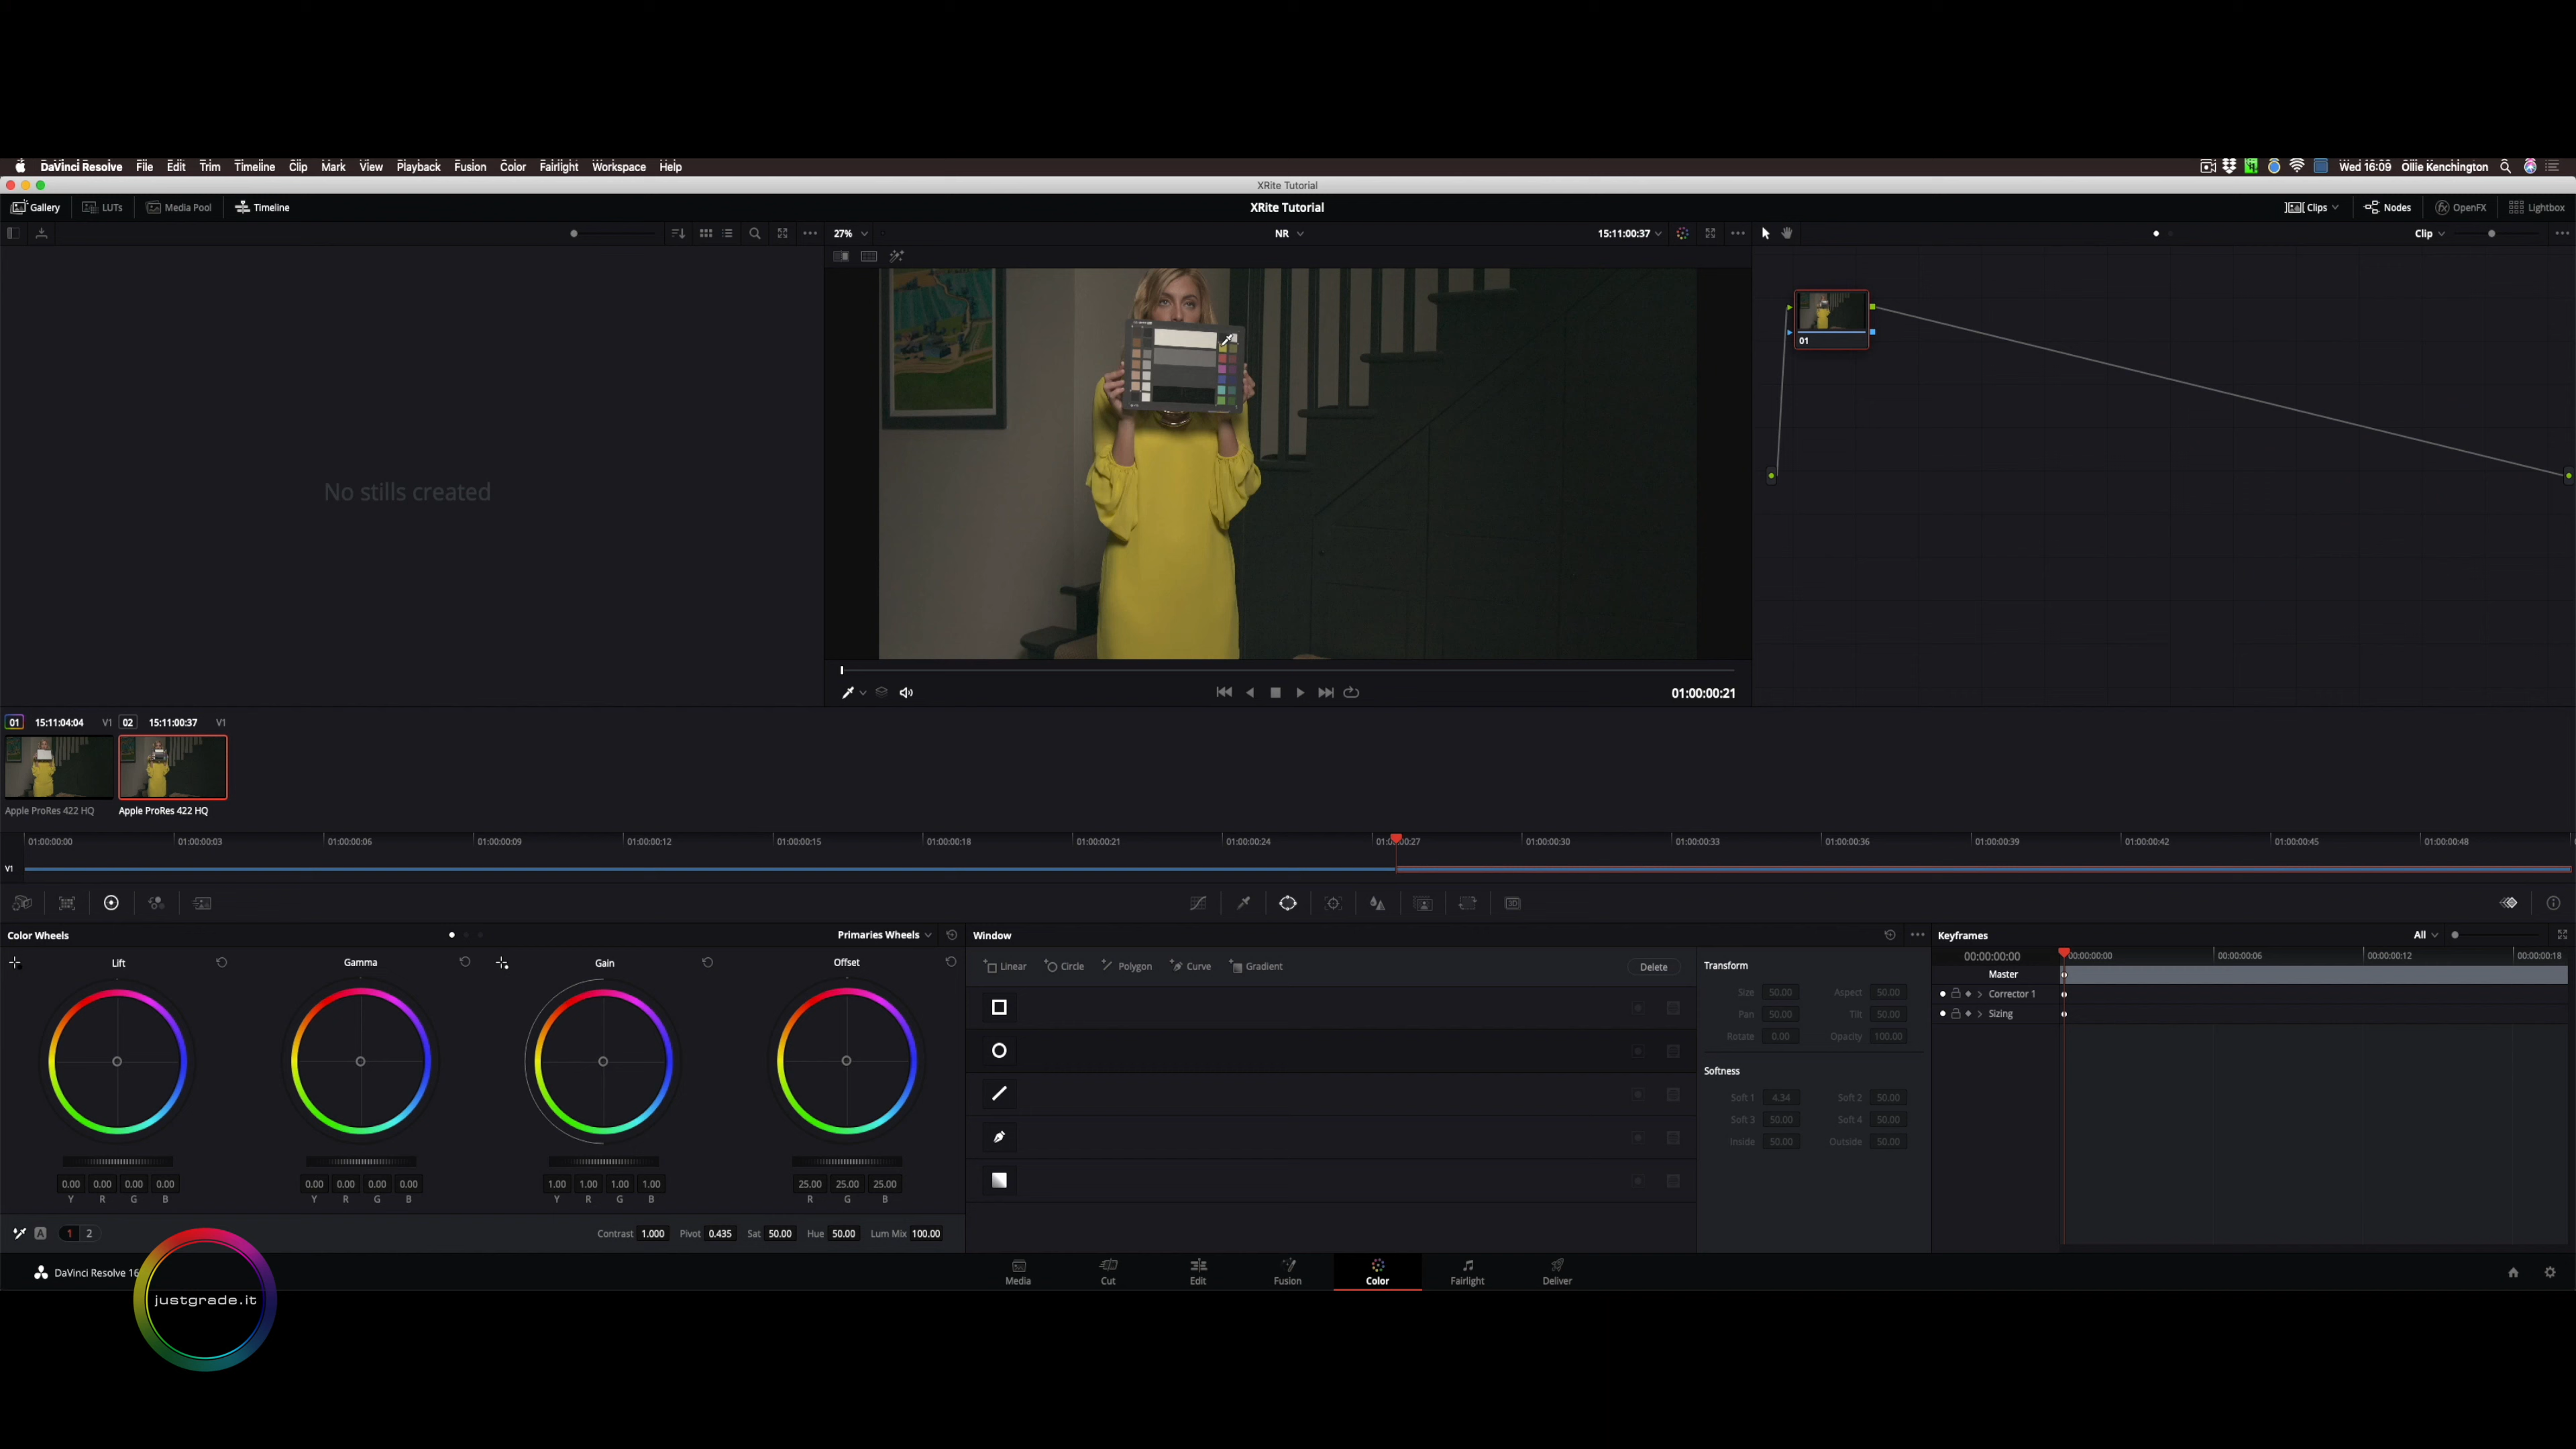 DaVinci Resolve File Edit Trim Timeline Clip Mark View Playback Fusion Color Fairlight Workspace Help Wed 16:09 Ollie Kenchington
XRite Tutorial
Gallery LUTs Media Pool Timeline XRite Tutorial Clips Nodes OpenFX Lightbox
27% NR 15:11:00:37 Clip
01
No stills created
01:00:00:21
01 15:11:04:04 V1 02 15:11:00:37 V1
Apple ProRes 422 HQ Apple ProRes 422 HQ
01:00:00:00 01:00:00:03 01:00:00:06 01:00:00:09 01:00:00:12 01:00:00:15 01:00:00:18 01:00:00:21 01:00:00:24 01:00:00:27 01:00:00:30 01:00:00:33 01:00:00:36 01:00:00:39 01:00:00:42 01:00:00:45 01:00:00:48
V1
Color Wheels Primaries Wheels Window Keyframes All
Lift Gamma Gain Offset Linear Circle Polygon Curve Gradient Delete Transform 00:00:00:00 00:00:00:00 00:00:00:06 00:00:00:12 00:00:00:18
Master
Size 50.00 Aspect 50.00 Corrector 1
Pan 50.00 Tilt 50.00 Sizing
Rotate 0.00 Opacity 100.00
Softness
Soft 1 4.34 Soft 2 50.00
Soft 3 50.00 Soft 4 50.00
Inside 50.00 Outside 50.00
0.00 0.00 0.00 0.00 0.00 0.00 0.00 0.00 1.00 1.00 1.00 1.00 25.00 25.00 25.00
Y R G B Y R G B Y R G B R G B
A 1 2 Contrast 1.000 Pivot 0.435 Sat 50.00 Hue 50.00 Lum Mix 100.00
DaVinci Resolve 16 Media Cut Edit Fusion Color Fairlight Deliver
justgrade.it